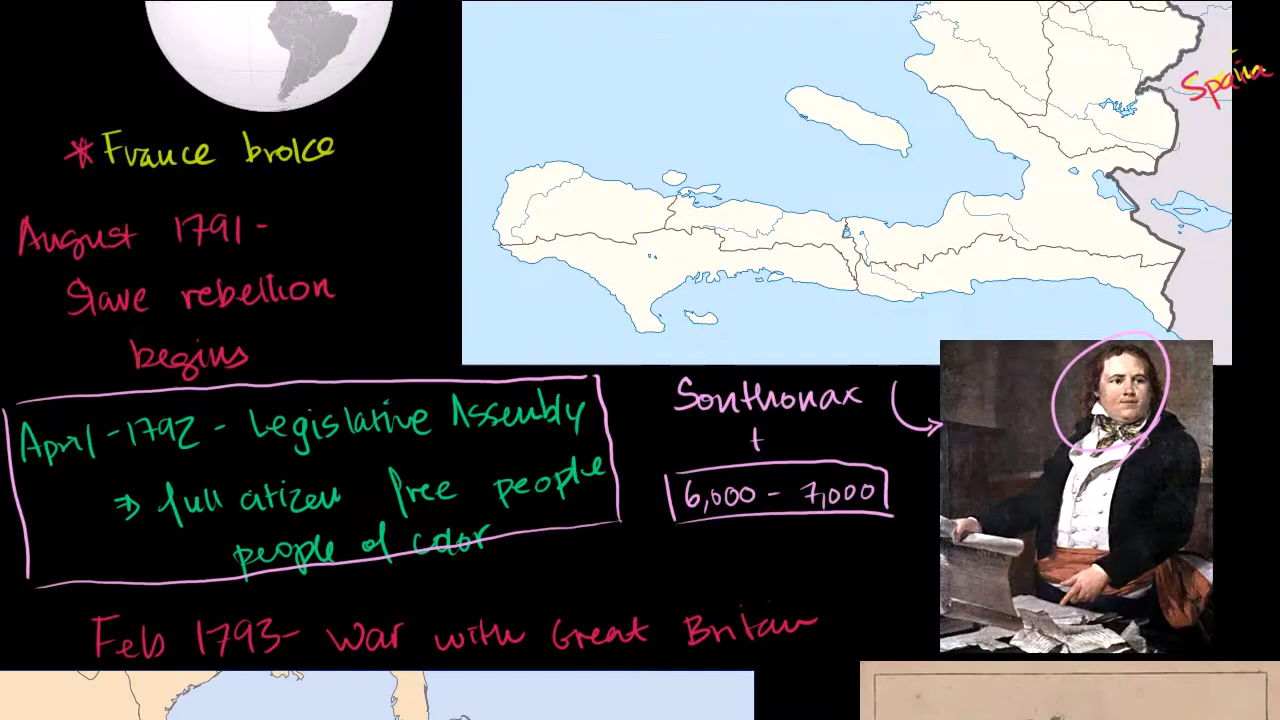 España
* France broke
August 1791 -
Slave rebellion
begins
April - 1792 - Legislative Assembly
⇒ full citizen free people
people of color
Sonthonax
+
6,000 - 7,000
Feb 1793 - War with Great Britain